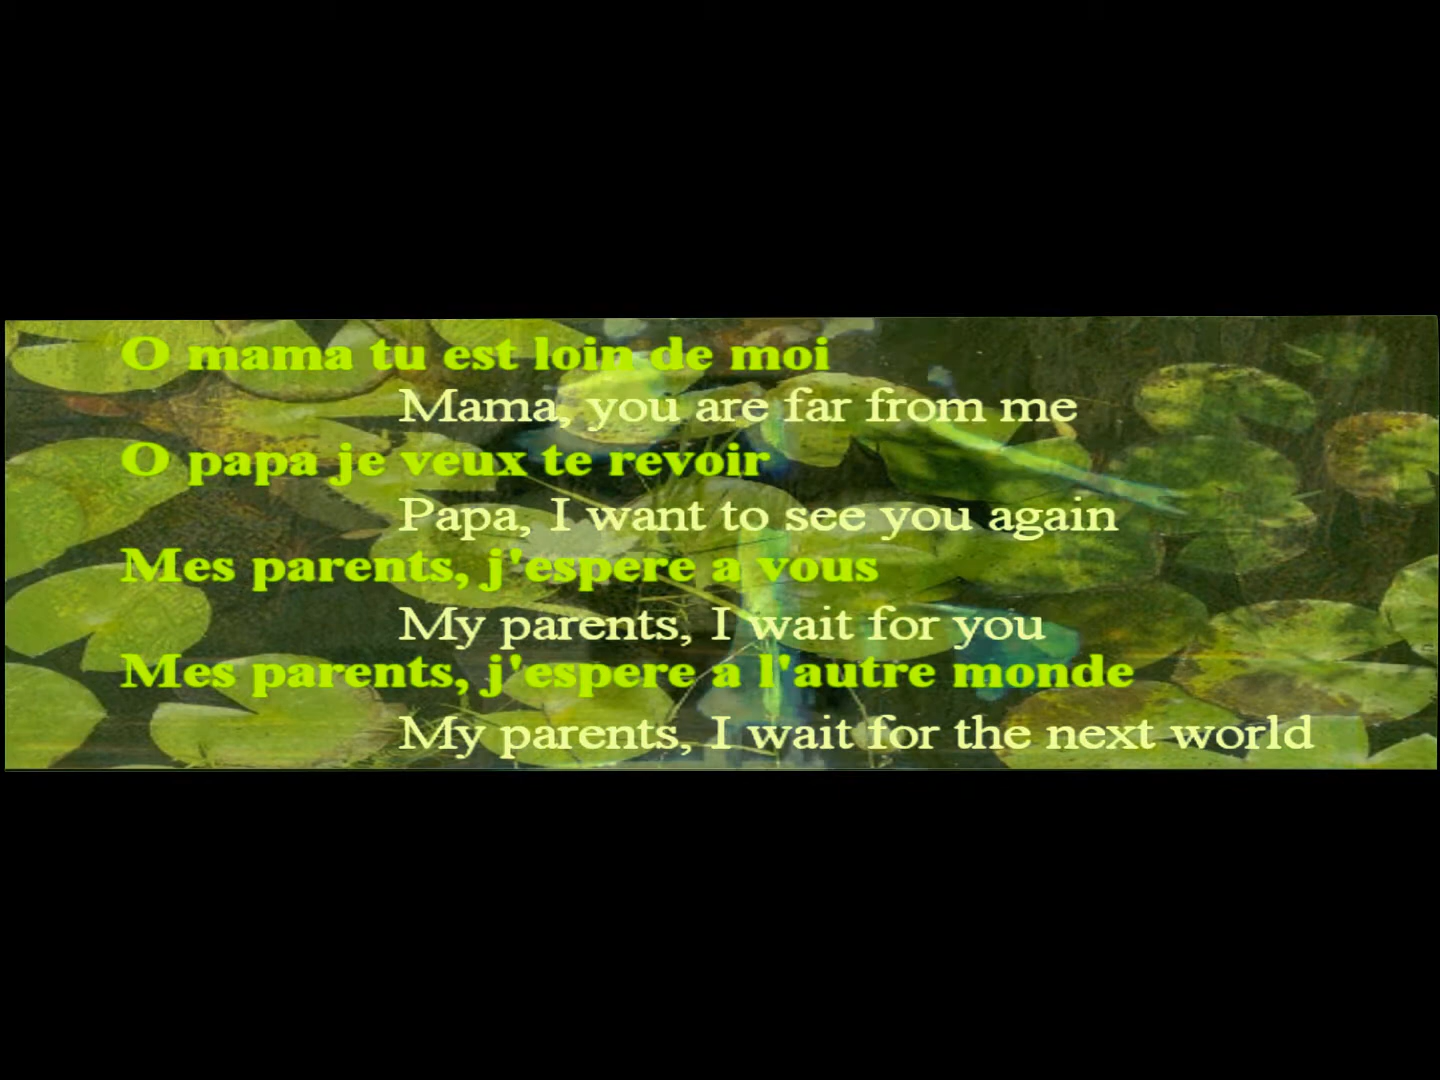 O mama tu est loin de moi
Mama, you are far from me
O papa je veux te revoir
Papa, I want to see you again
Mes parents, j'espere a vous
My parents, I wait for you
Mes parents, j'espere a l'autre monde
My parents, I wait for the next world